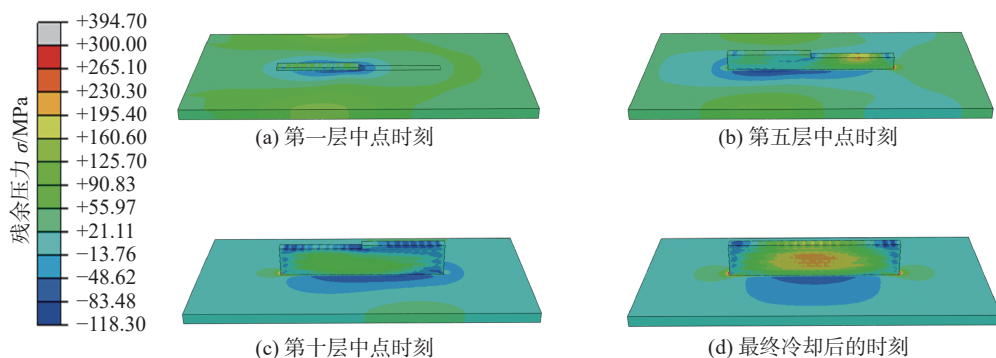 残余压力 σ/MPa
+394.70
+300.00
+265.10
+230.30
+195.40
+160.60
+125.70
+90.83
+55.97
+21.11
−13.76
−48.62
−83.48
−118.30
(a) 第一层中点时刻
(b) 第五层中点时刻
(c) 第十层中点时刻
(d) 最终冷却后的时刻